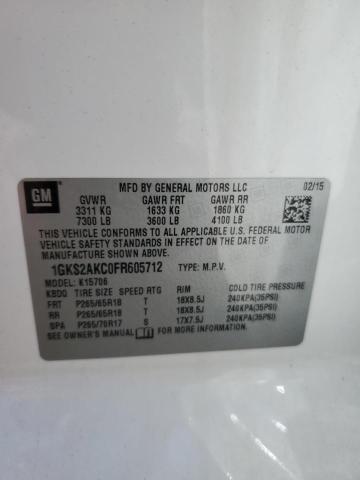 GM
MFD BY GENERAL MOTORS LLC 02/15
GVWR GAWR FRT GAWR RR
3311 KG 1633 KG 1860 KG
7300 LB 3600 LB 4100 LB
THIS VEHICLE CONFORMS TO ALL APPLICABLE U.S. FEDERAL MOTOR
VEHICLE SAFETY STANDARDS IN EFFECT ON THE DATE OF
MANUFACTURE SHOWN ABOVE.
1GKS2AKC0FR605712 TYPE: M.P.V.
MODEL: K15706
KBDQ TIRE SIZE SPEED RTG RIM COLD TIRE PRESSURE
FRT P265/65R18 T 18X8.5J 240KPA(35PSI)
RR P265/65R18 T 18X8.5J 240KPA(35PSI)
SPA P265/70R17 S 17X7.5J 240KPA(35PSI)
SEE OWNER'S MANUAL FOR MORE INFORMATION